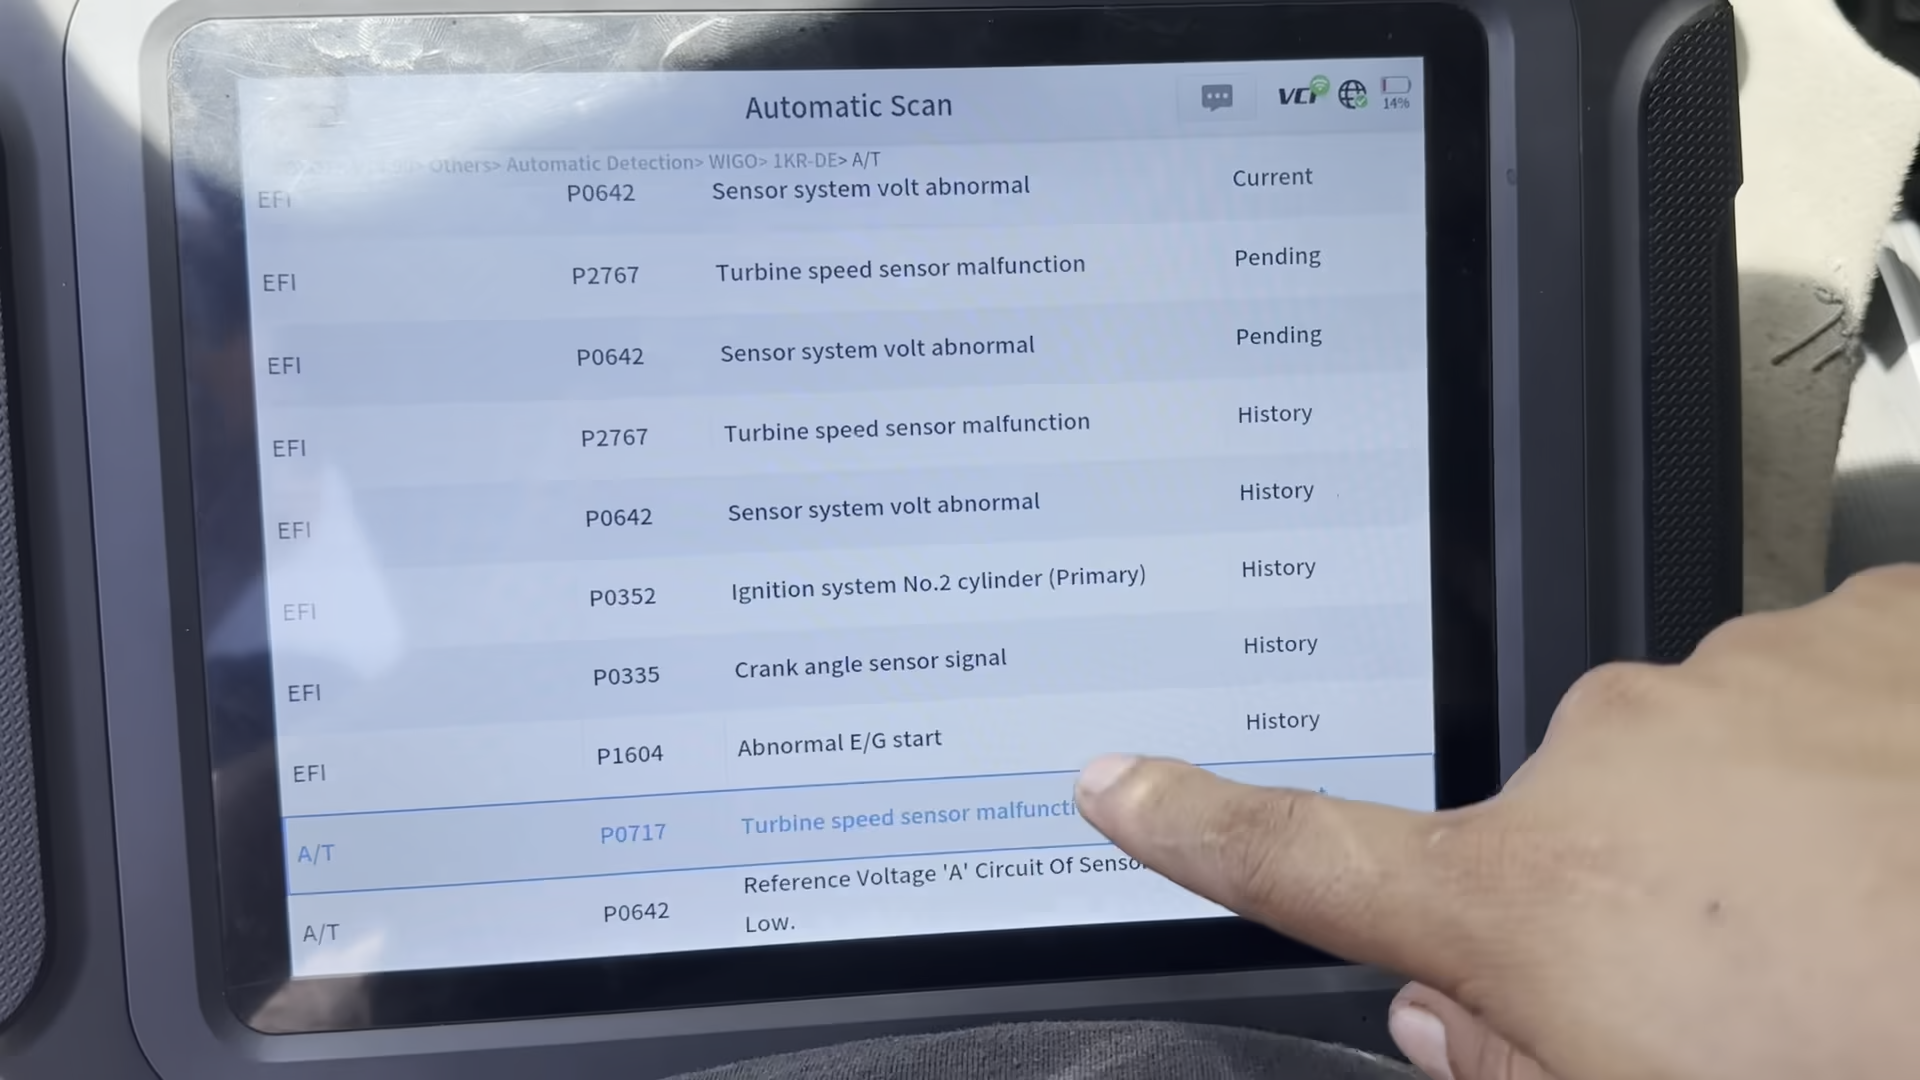 Automatic Scan
VCI
14%
Others> Automatic Detection> WIGO> 1KR-DE> A/T
EFI P0642 Sensor system volt abnormal Current
EFI P2767 Turbine speed sensor malfunction Pending
EFI P0642 Sensor system volt abnormal Pending
EFI P2767 Turbine speed sensor malfunction History
EFI P0642 Sensor system volt abnormal History
EFI P0352 Ignition system No.2 cylinder (Primary) History
EFI P0335 Crank angle sensor signal History
EFI P1604 Abnormal E/G start History
A/T P0717 Turbine speed sensor malfuncti
A/T P0642 Reference Voltage 'A' Circuit Of Senso
Low.